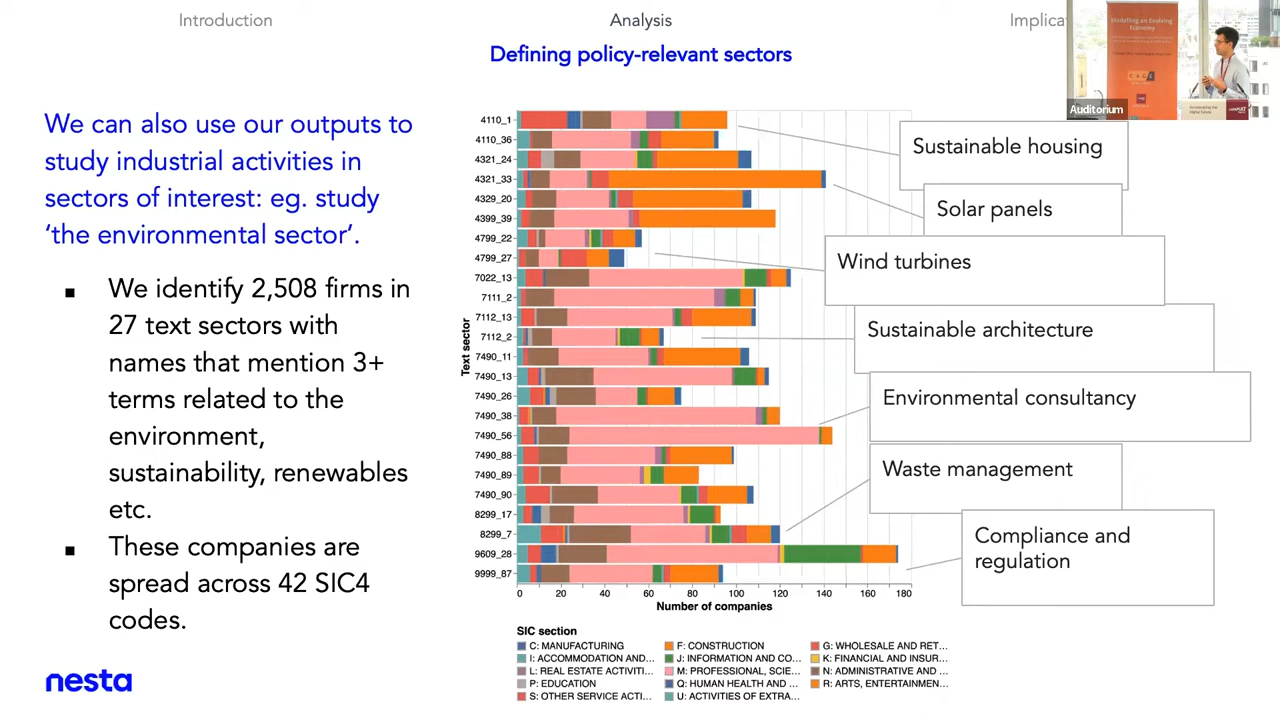 Introduction
Analysis
Implicat
Defining policy-relevant sectors
Modelling an Evolving
Economy
CAGE
Auditorium
We can also use our outputs to
study industrial activities in
sectors of interest: eg. study
‘the environmental sector’.
We identify 2,508 firms in
27 text sectors with
names that mention 3+
terms related to the
environment,
sustainability, renewables
etc.
These companies are
spread across 42 SIC4
codes.
nesta
Text sector
4110_1
4110_36
4321_24
4321_33
4329_20
4399_39
4799_22
4799_27
7022_13
7111_2
7112_13
7112_2
7490_11
7490_13
7490_26
7490_38
7490_56
7490_88
7490_89
7490_90
8299_17
8299_7
9609_28
9999_87
0 20 40 60 80 100 120 140 160 180
Number of companies
Sustainable housing
Solar panels
Wind turbines
Sustainable architecture
Environmental consultancy
Waste management
Compliance and
regulation
SIC section
C: MANUFACTURING F: CONSTRUCTION G: WHOLESALE AND RET…
I: ACCOMMODATION AND… J: INFORMATION AND CO… K: FINANCIAL AND INSUR…
L: REAL ESTATE ACTIVITI… M: PROFESSIONAL, SCIE… N: ADMINISTRATIVE AND …
P: EDUCATION Q: HUMAN HEALTH AND … R: ARTS, ENTERTAINMEN…
S: OTHER SERVICE ACTI… U: ACTIVITIES OF EXTRA…